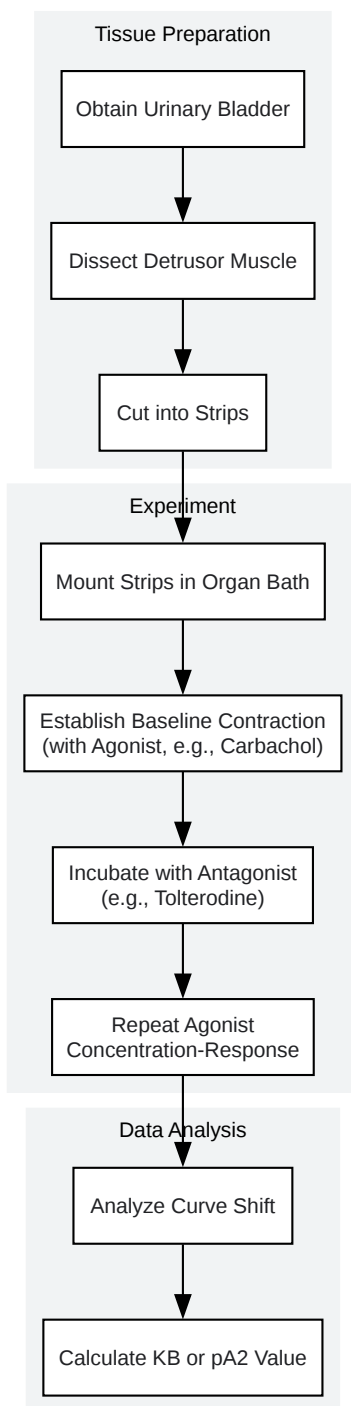 Tissue Preparation
Obtain Urinary Bladder
Dissect Detrusor Muscle
Cut into Strips
Experiment
Mount Strips in Organ Bath
Establish Baseline Contraction
(with Agonist, e.g., Carbachol)
Incubate with Antagonist
(e.g., Tolterodine)
Repeat Agonist
Concentration-Response
Data Analysis
Analyze Curve Shift
Calculate KB or pA2 Value